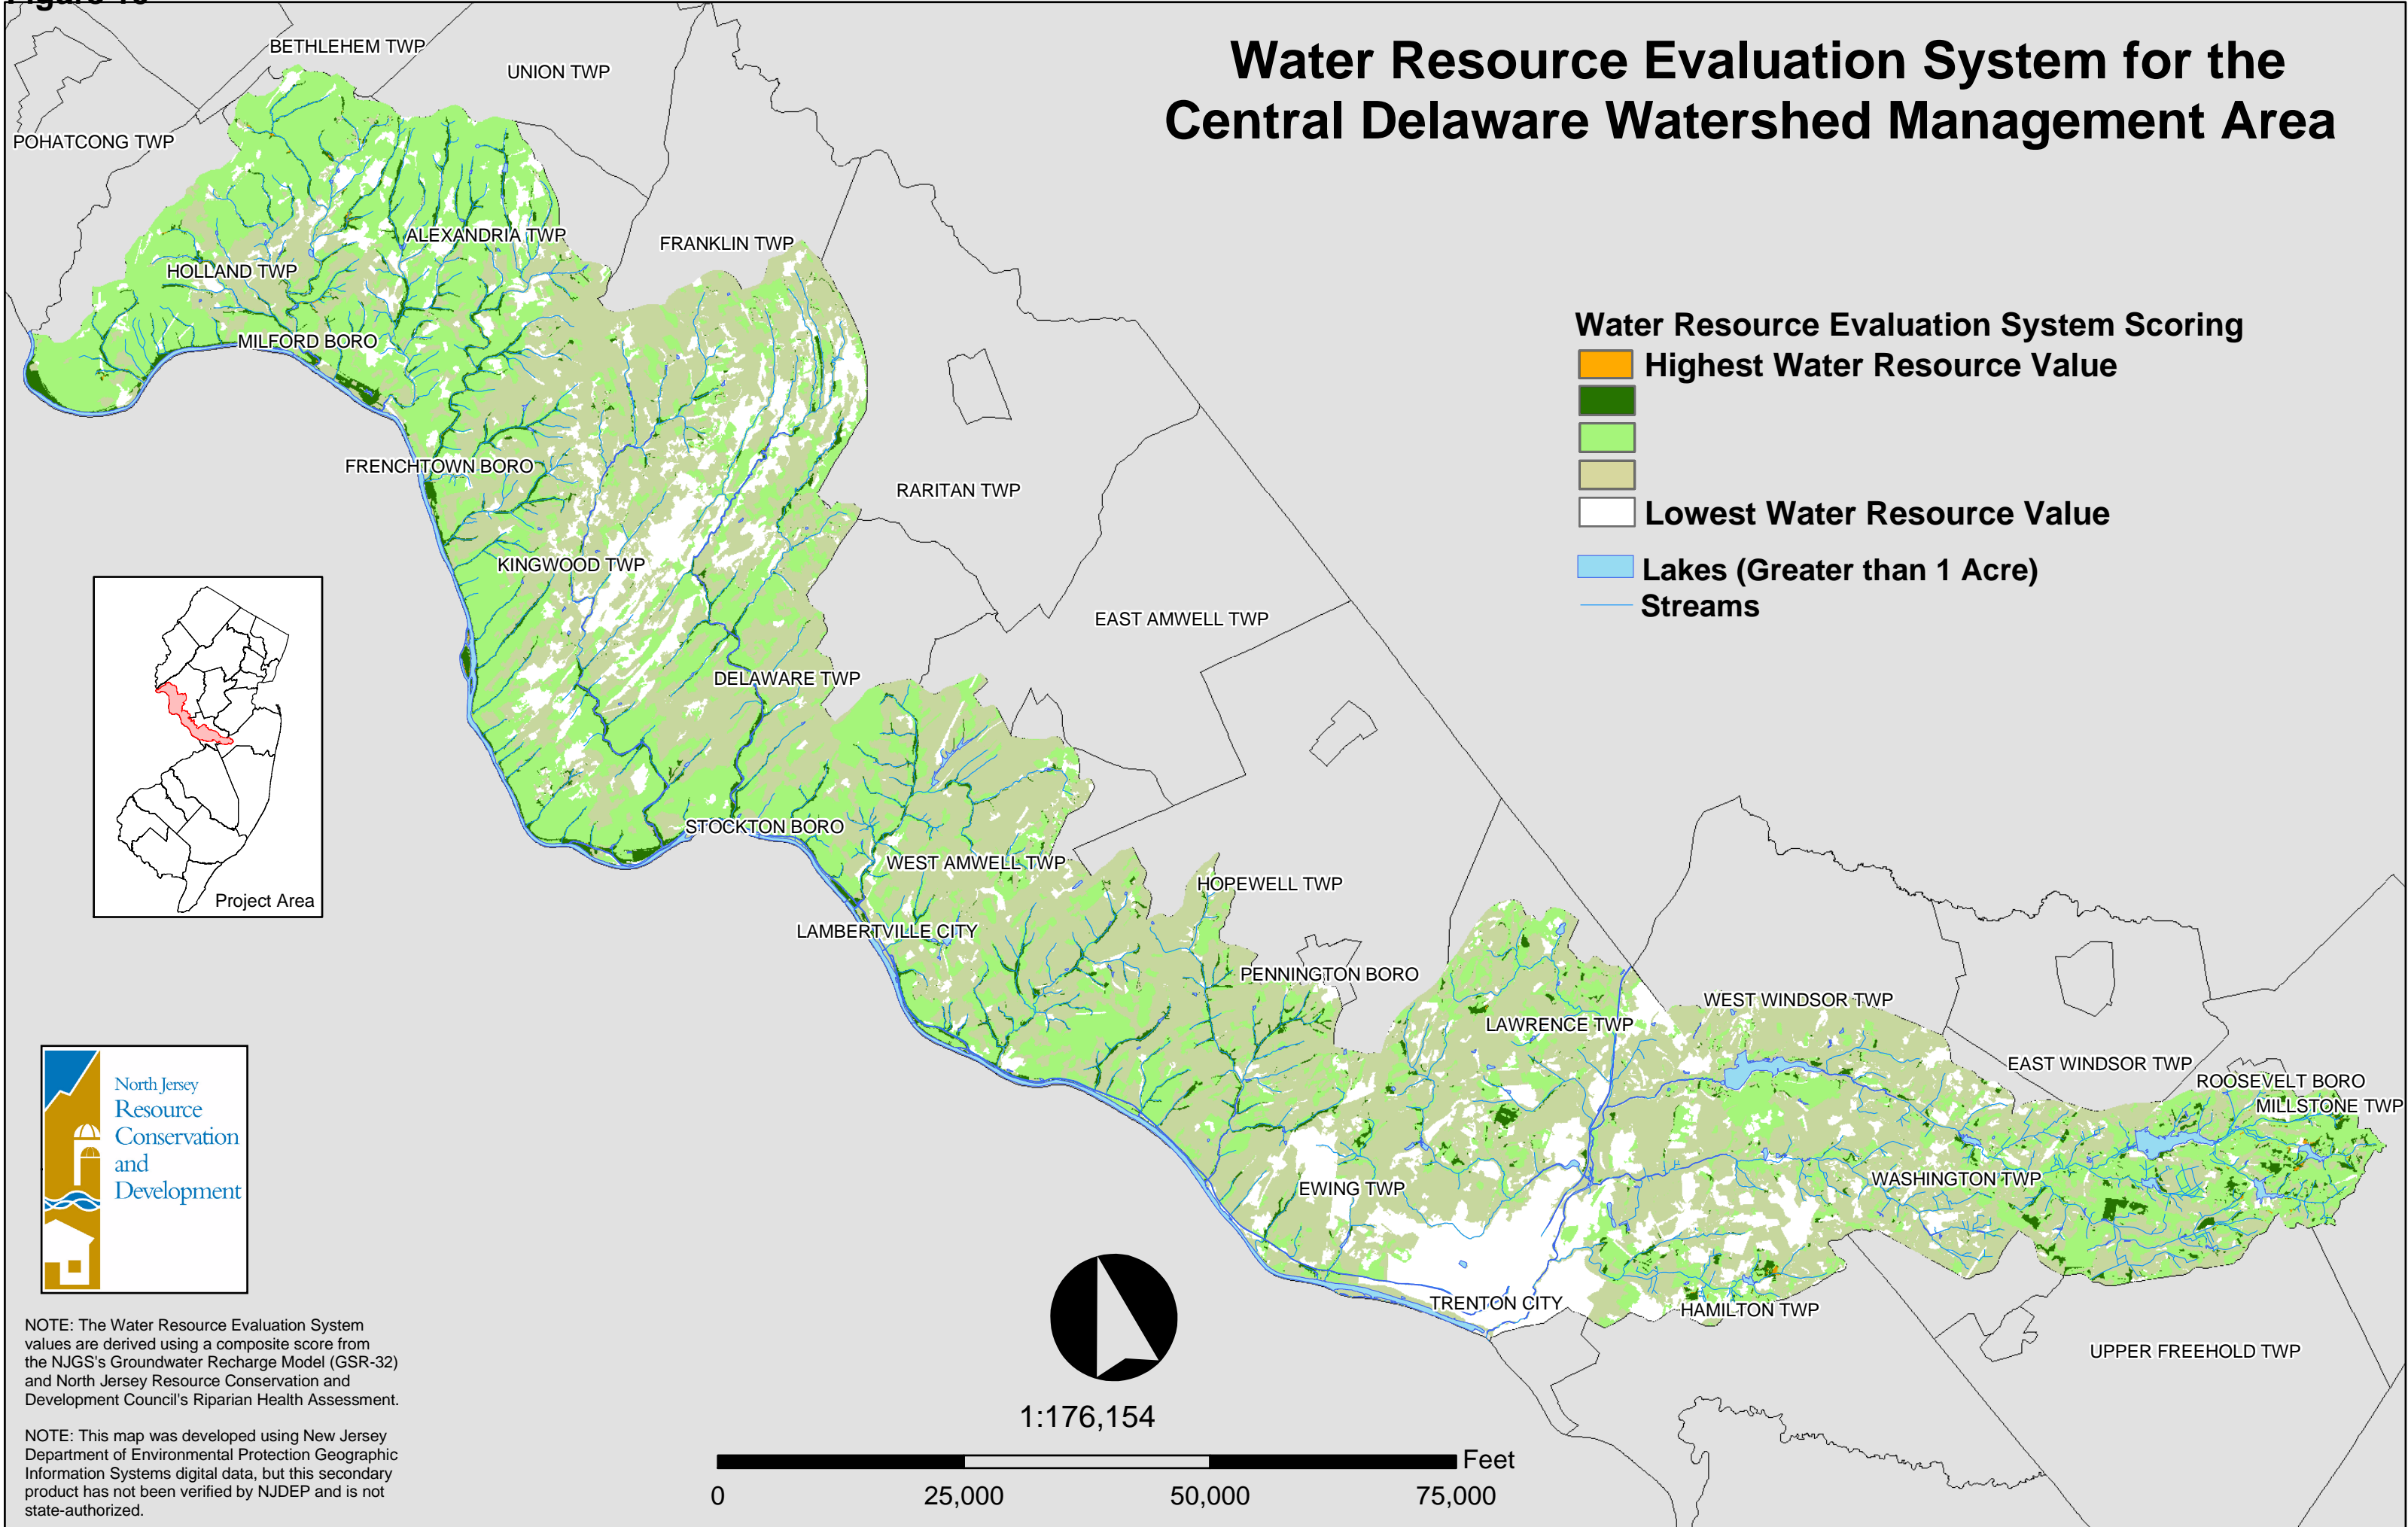 Water Resource Evaluation System for the
Central Delaware Watershed Management Area
BETHLEHEM TWP
UNION TWP
POHATCONG TWP
ALEXANDRIA TWP
FRANKLIN TWP
HOLLAND TWP
MILFORD BORO
Water Resource Evaluation System Scoring
Highest Water Resource Value
Lowest Water Resource Value
Lakes (Greater than 1 Acre)
Streams
FRENCHTOWN BORO
RARITAN TWP
KINGWOOD TWP
EAST AMWELL TWP
DELAWARE TWP
STOCKTON BORO
WEST AMWELL TWP
HOPEWELL TWP
Project Area
LAMBERTVILLE CITY
PENNINGTON BORO
WEST WINDSOR TWP
LAWRENCE TWP
EAST WINDSOR TWP
ROOSEVELT BORO
MILLSTONE TWP
WASHINGTON TWP
EWING TWP
TRENTON CITY
HAMILTON TWP
UPPER FREEHOLD TWP
North Jersey
Resource
Conservation
and
Development
NOTE: The Water Resource Evaluation System
values are derived using a composite score from
the NJGS's Groundwater Recharge Model (GSR-32)
and North Jersey Resource Conservation and
Development Council's Riparian Health Assessment.
NOTE: This map was developed using New Jersey
Department of Environmental Protection Geographic
Information Systems digital data, but this secondary
product has not been verified by NJDEP and is not
state-authorized.
1:176,154
Feet
0 25,000 50,000 75,000